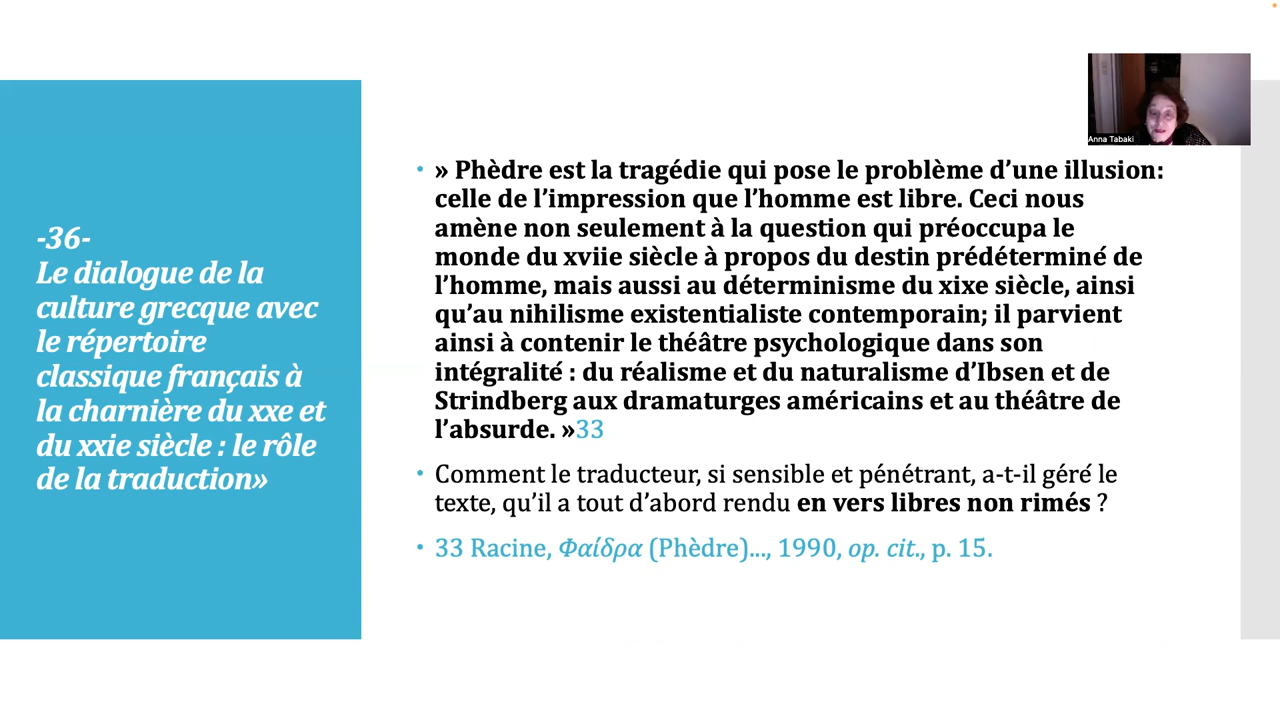 -36-
Le dialogue de la
culture grecque avec
le répertoire
classique français à
la charnière du xxe et
du xxie siècle : le rôle
de la traduction»
Anna Tabaki
• » Phèdre est la tragédie qui pose le problème d’une illusion:
celle de l’impression que l’homme est libre. Ceci nous
amène non seulement à la question qui préoccupa le
monde du xviie siècle à propos du destin prédéterminé de
l’homme, mais aussi au déterminisme du xixe siècle, ainsi
qu’au nihilisme existentialiste contemporain; il parvient
ainsi à contenir le théâtre psychologique dans son
intégralité : du réalisme et du naturalisme d’Ibsen et de
Strindberg aux dramaturges américains et au théâtre de
l’absurde. »33
• Comment le traducteur, si sensible et pénétrant, a-t-il géré le
texte, qu’il a tout d’abord rendu en vers libres non rimés ?
• 33 Racine, Φαίδρα (Phèdre)..., 1990, op. cit., p. 15.